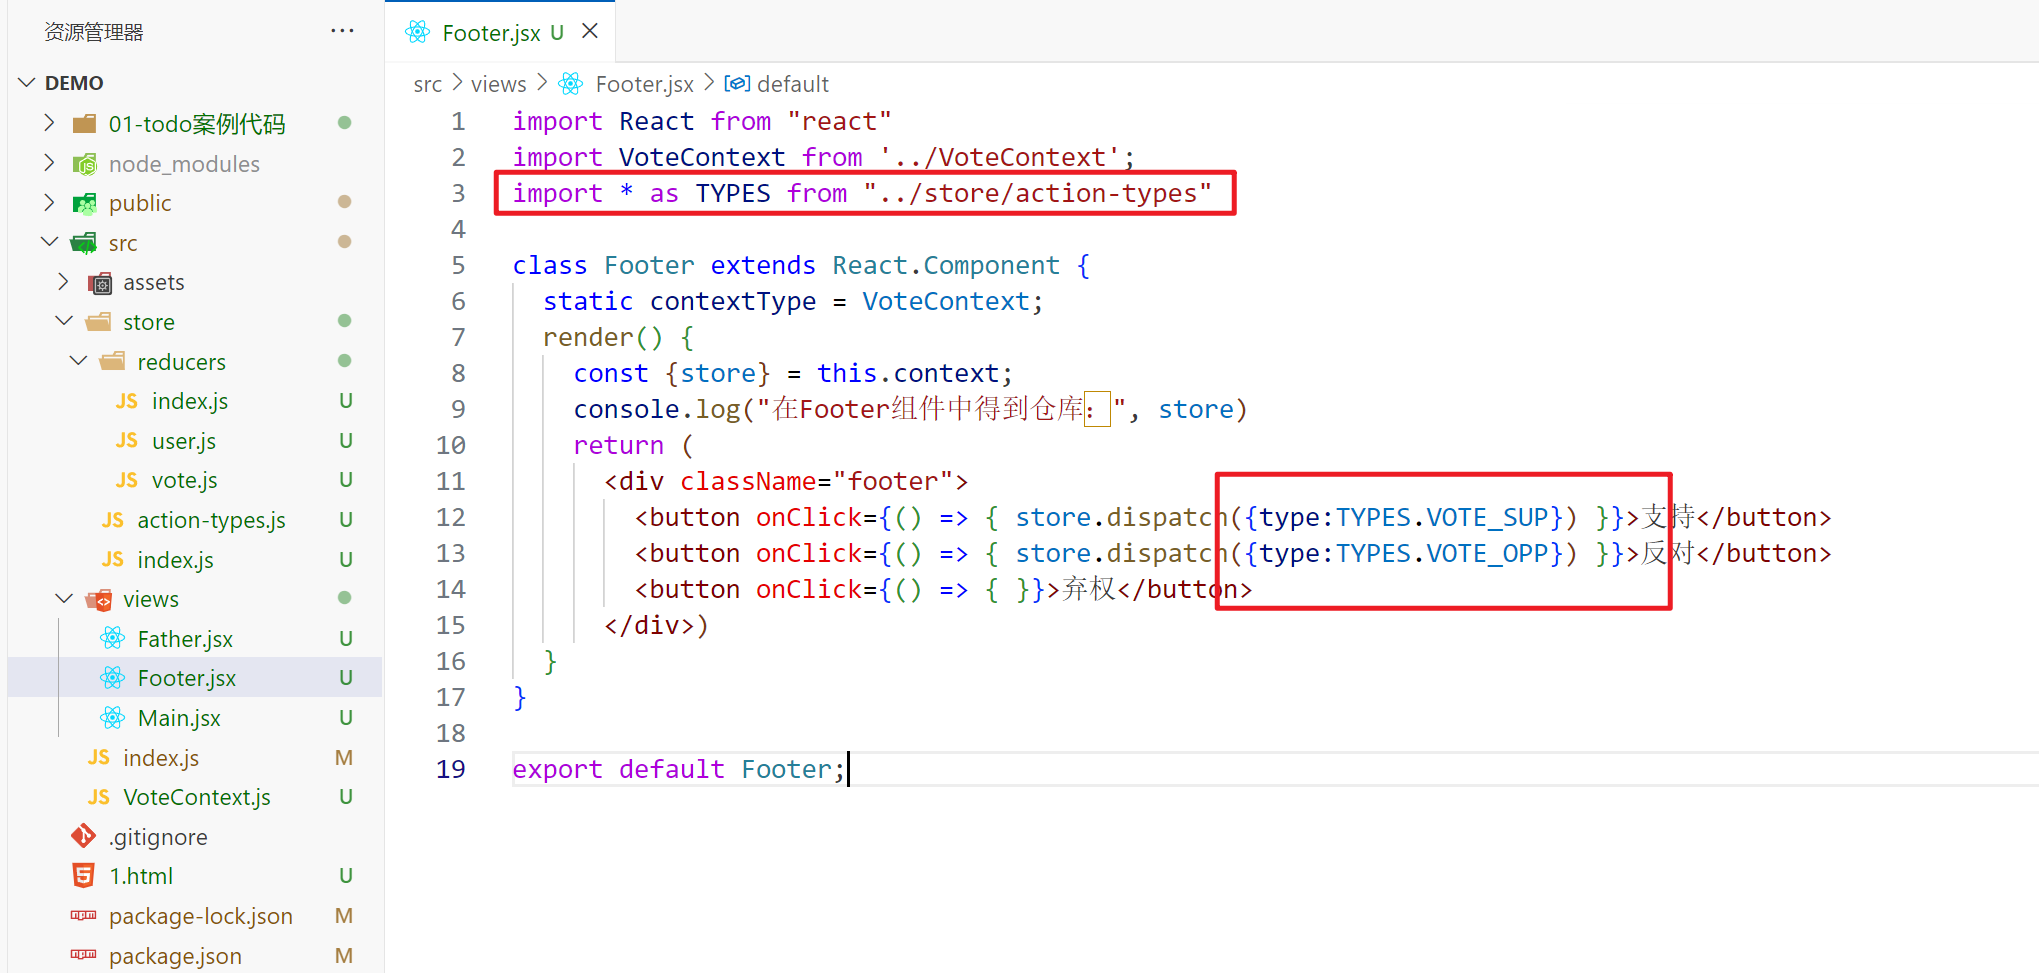 资源管理器 ···
DEMO
01-todo案例代码
node_modules
public
src
assets
store
reducers
JS index.js U
JS user.js U
JS vote.js U
JS action-types.js U
JS index.js U
views
Father.jsx U
Footer.jsx U
Main.jsx U
JS index.js M
JS VoteContext.js U
.gitignore
1.html U
package-lock.json M
package.json M
Footer.jsx U
src > views > Footer.jsx > default
1 import React from "react"
2 import VoteContext from '../VoteContext';
3 import * as TYPES from "../store/action-types"
4
5 class Footer extends React.Component {
6 static contextType = VoteContext;
7 render() {
8 const {store} = this.context;
9 console.log("在Footer组件中得到仓库：", store)
10 return (
11 <div className="footer">
12 <button onClick={() => { store.dispatch({type:TYPES.VOTE_SUP}) }}>支持</button>
13 <button onClick={() => { store.dispatch({type:TYPES.VOTE_OPP}) }}>反对</button>
14 <button onClick={() => { }}>弃权</button>
15 </div>)
16 }
17 }
18
19 export default Footer;